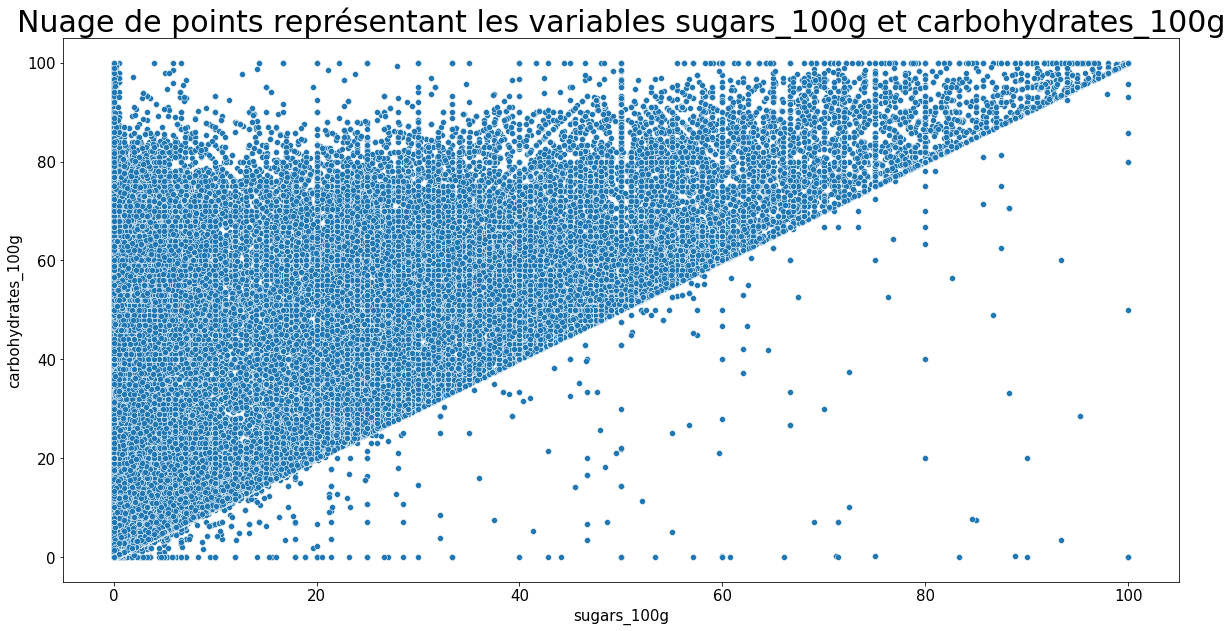 Nuage de points représentant les variables sugars_100g et carbohydrates_100g
100
80
60
40
20
0
carbohydrates_100g
0 20 40 60 80 100
sugars_100g